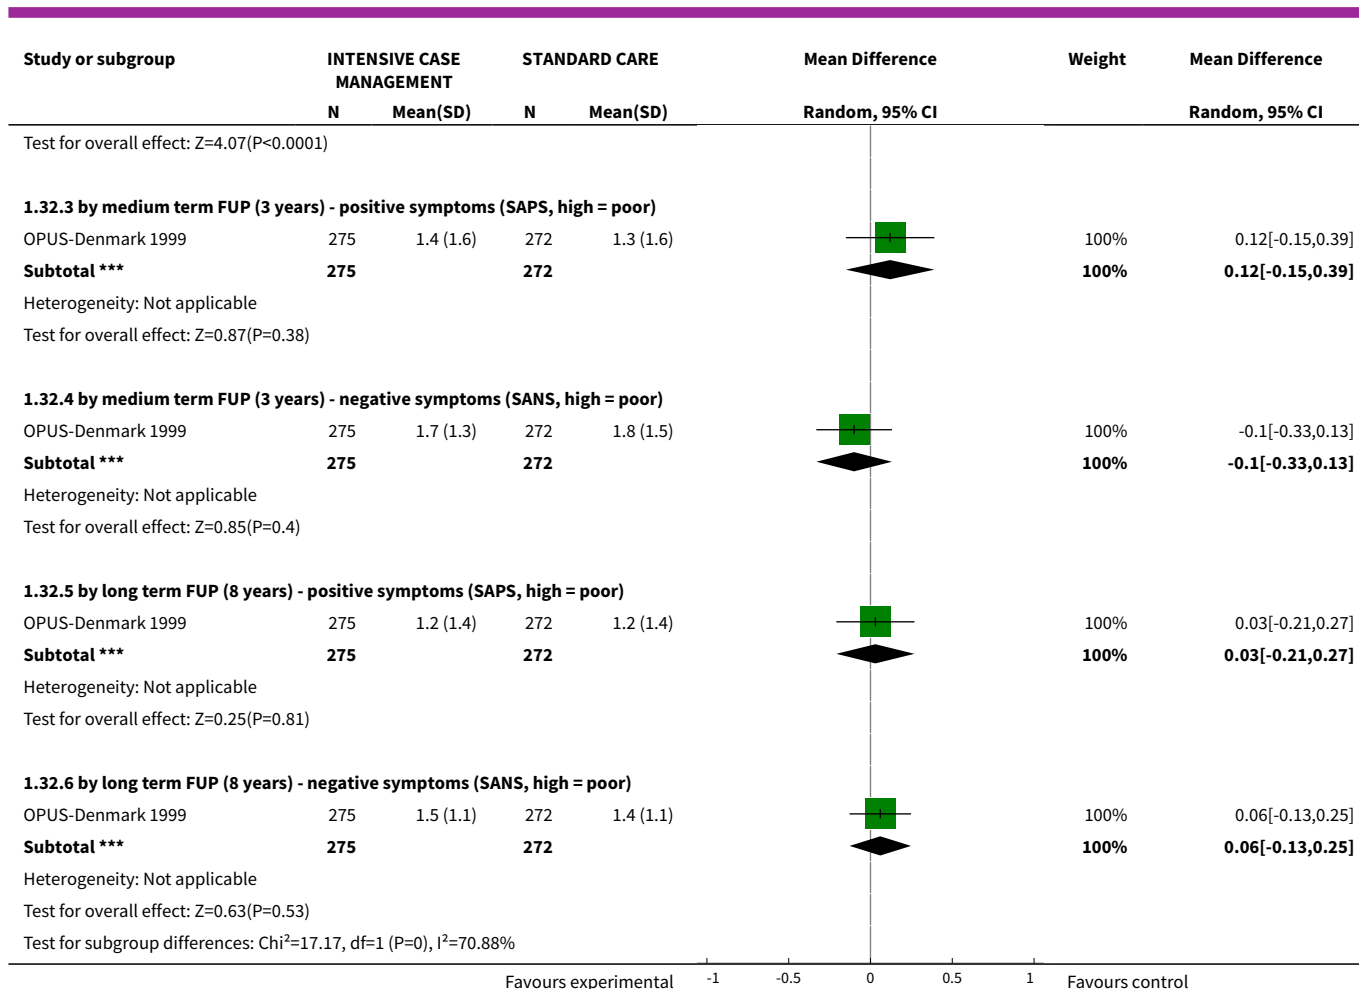 Study or subgroup INTENSIVE CASE MANAGEMENT STANDARD CARE Mean Difference Weight Mean Difference
N Mean(SD) N Mean(SD) Random, 95% CI Random, 95% CI
Test for overall effect: Z=4.07(P<0.0001)
1.32.3 by medium term FUP (3 years) - positive symptoms (SAPS, high = poor)
OPUS-Denmark 1999 275 1.4 (1.6) 272 1.3 (1.6) 100% 0.12[-0.15,0.39]
Subtotal *** 275 272 100% 0.12[-0.15,0.39]
Heterogeneity: Not applicable
Test for overall effect: Z=0.87(P=0.38)
1.32.4 by medium term FUP (3 years) - negative symptoms (SANS, high = poor)
OPUS-Denmark 1999 275 1.7 (1.3) 272 1.8 (1.5) 100% -0.1[-0.33,0.13]
Subtotal *** 275 272 100% -0.1[-0.33,0.13]
Heterogeneity: Not applicable
Test for overall effect: Z=0.85(P=0.4)
1.32.5 by long term FUP (8 years) - positive symptoms (SAPS, high = poor)
OPUS-Denmark 1999 275 1.2 (1.4) 272 1.2 (1.4) 100% 0.03[-0.21,0.27]
Subtotal *** 275 272 100% 0.03[-0.21,0.27]
Heterogeneity: Not applicable
Test for overall effect: Z=0.25(P=0.81)
1.32.6 by long term FUP (8 years) - negative symptoms (SANS, high = poor)
OPUS-Denmark 1999 275 1.5 (1.1) 272 1.4 (1.1) 100% 0.06[-0.13,0.25]
Subtotal *** 275 272 100% 0.06[-0.13,0.25]
Heterogeneity: Not applicable
Test for overall effect: Z=0.63(P=0.53)
Test for subgroup differences: Chi²=17.17, df=1 (P=0), I²=70.88%
Favours experimental -1 -0.5 0 0.5 1 Favours control